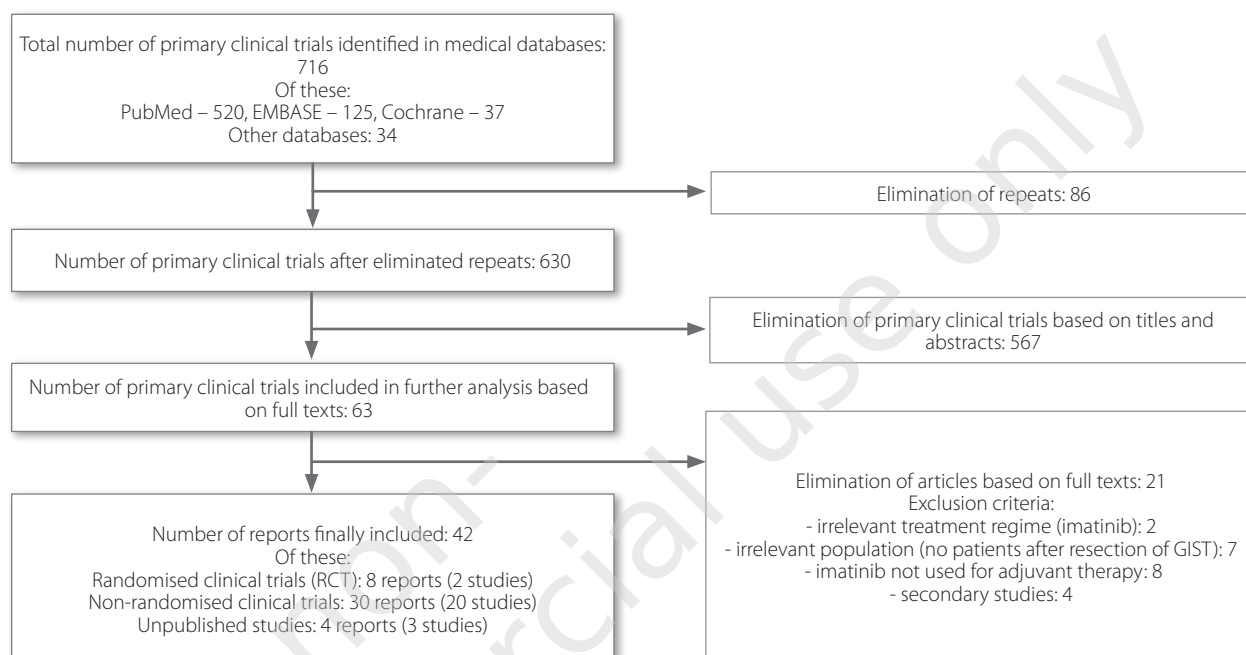 Total number of primary clinical trials identified in medical databases:
716
Of these:
PubMed – 520, EMBASE – 125, Cochrane – 37
Other databases: 34
Elimination of repeats: 86
Number of primary clinical trials after eliminated repeats: 630
Elimination of primary clinical trials based on titles and
abstracts: 567
Number of primary clinical trials included in further analysis based
on full texts: 63
Elimination of articles based on full texts: 21
Exclusion criteria:
- irrelevant treatment regime (imatinib): 2
- irrelevant population (no patients after resection of GIST): 7
- imatinib not used for adjuvant therapy: 8
- secondary studies: 4
Number of reports finally included: 42
Of these:
Randomised clinical trials (RCT): 8 reports (2 studies)
Non-randomised clinical trials: 30 reports (20 studies)
Unpublished studies: 4 reports (3 studies)
non-
rcial use only